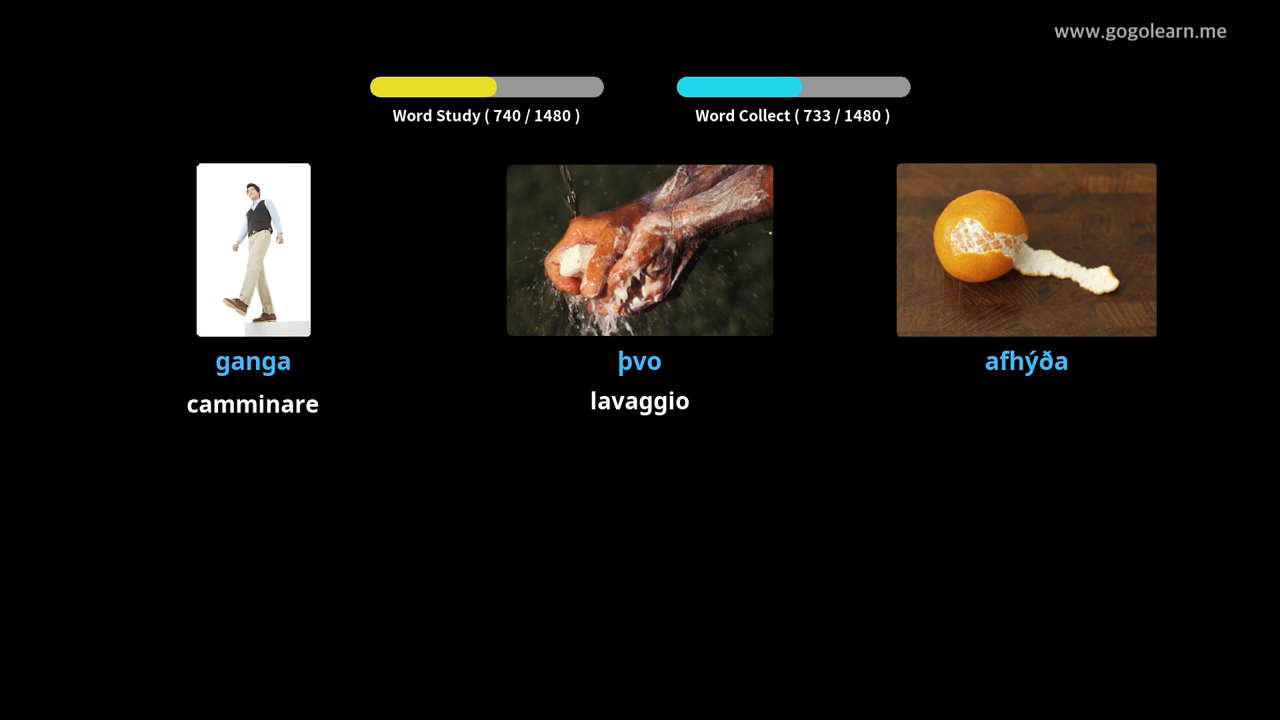 www.gogolearn.me
Word Study ( 740 / 1480 )
Word Collect ( 733 / 1480 )
ganga
þvo
afhýða
camminare
lavaggio